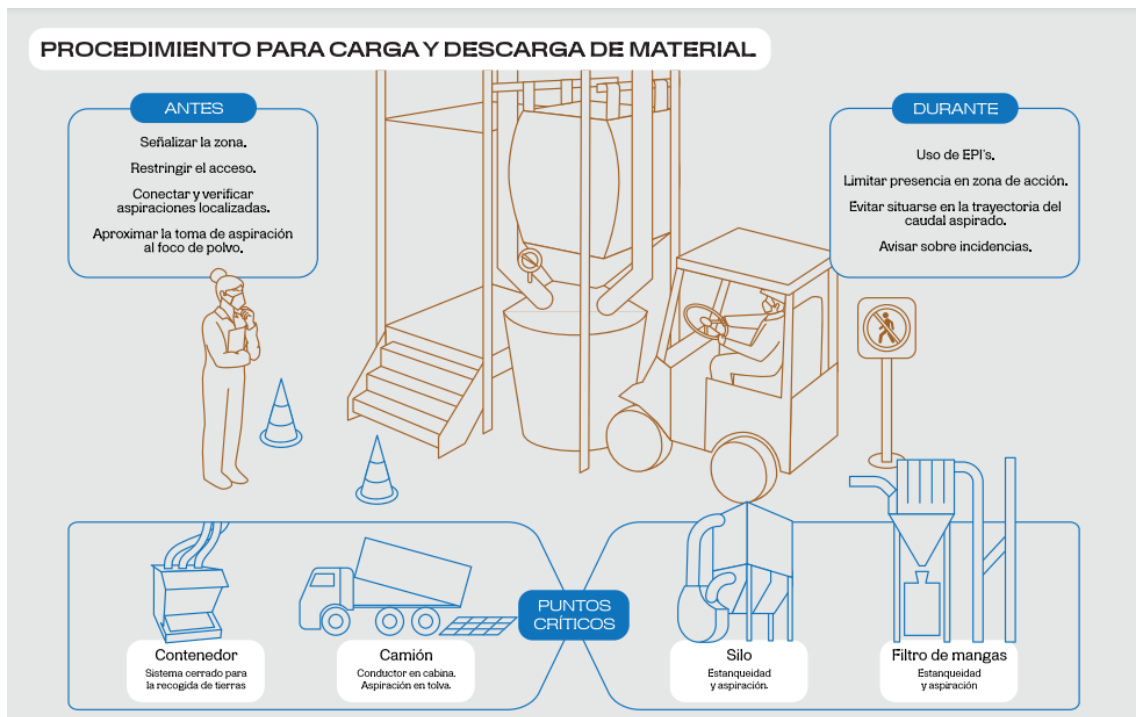 PROCEDIMIENTO PARA CARGA Y DESCARGA DE MATERIAL
ANTES
Señalizar la zona.
Restringir el acceso.
Conectar y verificar
aspiraciones localizadas.
Aproximar la toma de aspiración
al foco de polvo.
DURANTE
Uso de EPI's.
Limitar presencia en zona de acción.
Evitar situarse en la trayectoria del
caudal aspirado.
Avisar sobre incidencias.
PUNTOS
CRÍTICOS
Contenedor
Sistema cerrado para
la recogida de tierras
Camión
Conductor en cabina.
Aspiración en tolva.
Silo
Estanqueidad
y aspiración.
Filtro de mangas
Estanqueidad
y aspiración